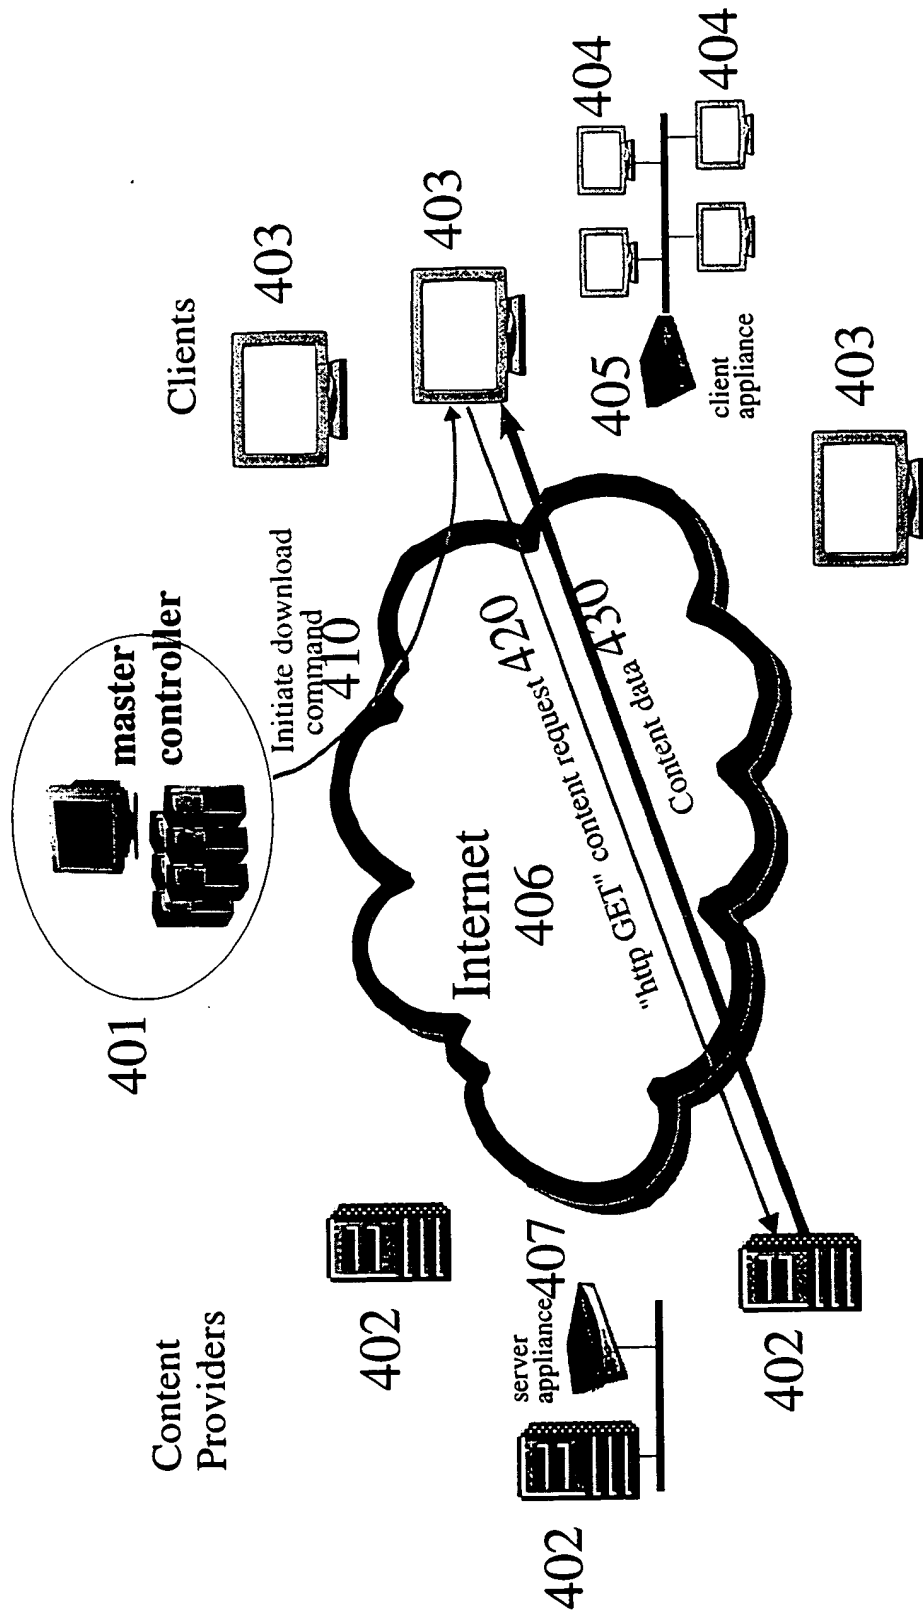 Content
Providers
401
master
controller
Clients
402
Initiate download
command
410
403
403
Internet
406
"http GET" content request 420
Content data 430
server
appliance
407
402
402
405
client
appliance
404
404
403